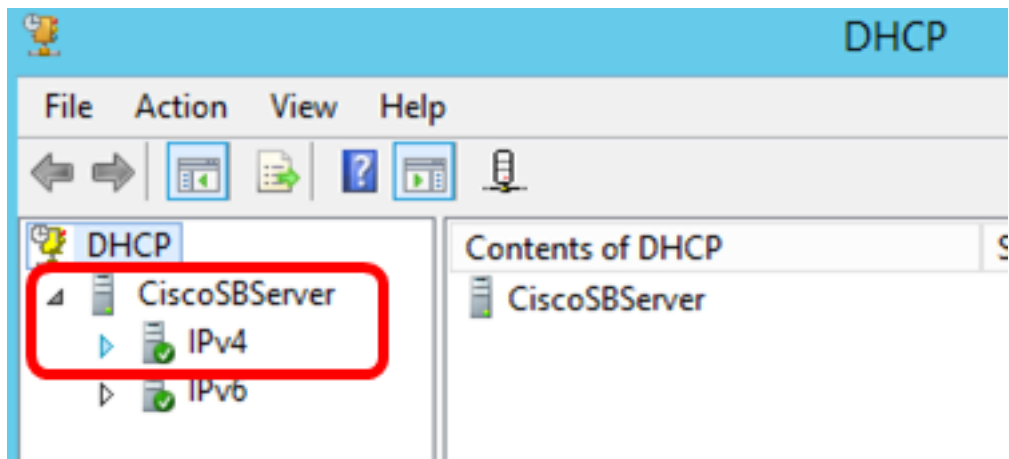 DHCP
File Action View Help
DHCP
CiscoSBServer
IPv4
IPv6
Contents of DHCP S
CiscoSBServer